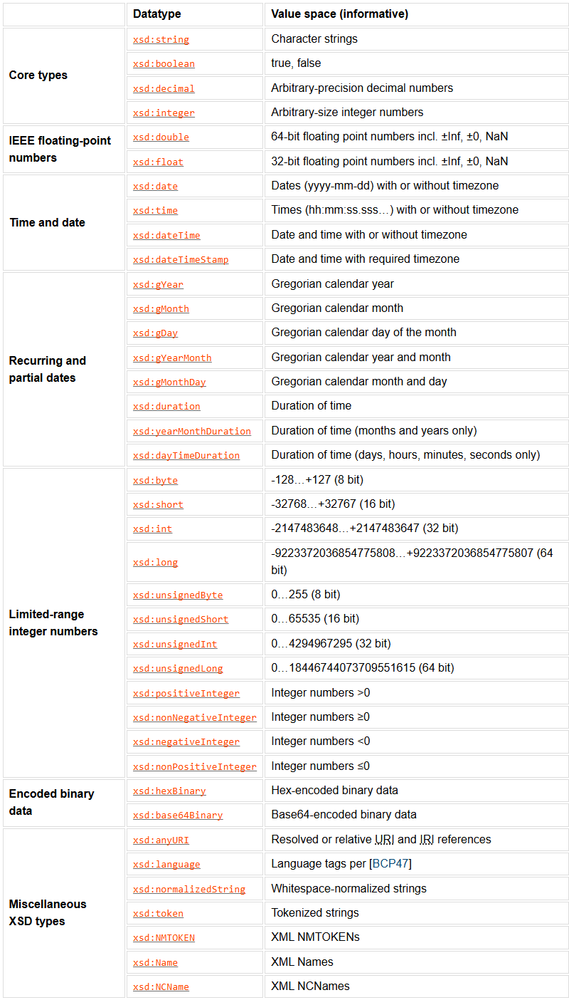 Datatype Value space (informative)
Core types
xsd:string Character strings
xsd:boolean true, false
xsd:decimal Arbitrary-precision decimal numbers
xsd:integer Arbitrary-size integer numbers
IEEE floating-point
numbers
xsd:double 64-bit floating point numbers incl. ±Inf, ±0, NaN
xsd:float 32-bit floating point numbers incl. ±Inf, ±0, NaN
Time and date
xsd:date Dates (yyyy-mm-dd) with or without timezone
xsd:time Times (hh:mm:ss.sss…) with or without timezone
xsd:dateTime Date and time with or without timezone
xsd:dateTimeStamp Date and time with required timezone
Recurring and
partial dates
xsd:gYear Gregorian calendar year
xsd:gMonth Gregorian calendar month
xsd:gDay Gregorian calendar day of the month
xsd:gYearMonth Gregorian calendar year and month
xsd:gMonthDay Gregorian calendar month and day
xsd:duration Duration of time
xsd:yearMonthDuration Duration of time (months and years only)
xsd:dayTimeDuration Duration of time (days, hours, minutes, seconds only)
Limited-range
integer numbers
xsd:byte -128…+127 (8 bit)
xsd:short -32768…+32767 (16 bit)
xsd:int -2147483648…+2147483647 (32 bit)
xsd:long -9223372036854775808…+9223372036854775807 (64
bit)
xsd:unsignedByte 0…255 (8 bit)
xsd:unsignedShort 0…65535 (16 bit)
xsd:unsignedInt 0…4294967295 (32 bit)
xsd:unsignedLong 0…18446744073709551615 (64 bit)
xsd:positiveInteger Integer numbers >0
xsd:nonNegativeInteger Integer numbers ≥0
xsd:negativeInteger Integer numbers <0
xsd:nonPositiveInteger Integer numbers ≤0
Encoded binary
data
xsd:hexBinary Hex-encoded binary data
xsd:base64Binary Base64-encoded binary data
Miscellaneous
XSD types
xsd:anyURI Resolved or relative URI and IRI references
xsd:language Language tags per [BCP47]
xsd:normalizedString Whitespace-normalized strings
xsd:token Tokenized strings
xsd:NMTOKEN XML NMTOKENs
xsd:Name XML Names
xsd:NCName XML NCNames